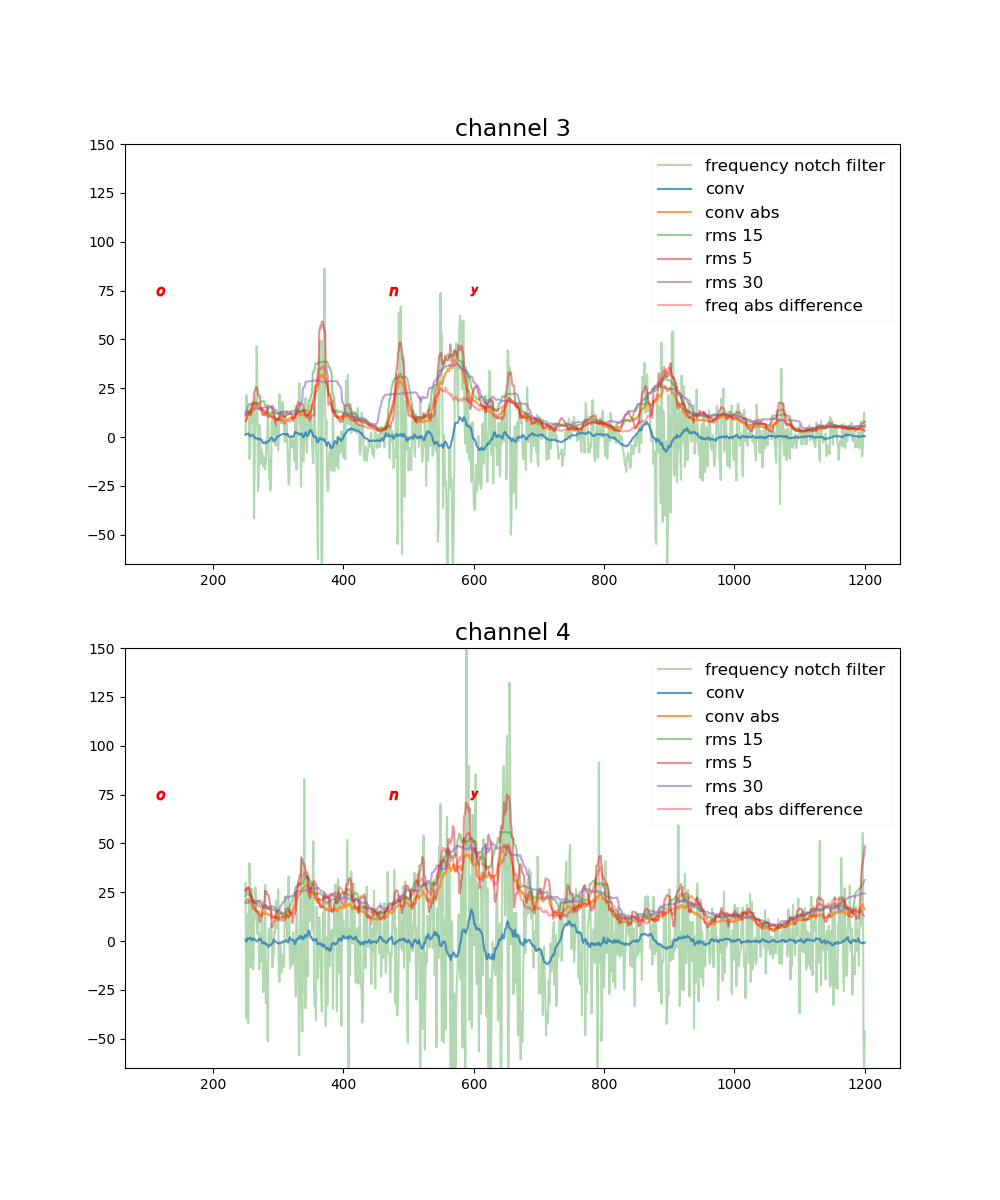 channel 3
150
125
100
75
50
25
0
−25
−50
o n y
frequency notch filter
conv
conv abs
rms 15
rms 5
rms 30
freq abs difference
200 400 600 800 1000 1200
channel 4
150
125
100
75
50
25
0
−25
−50
o n y
frequency notch filter
conv
conv abs
rms 15
rms 5
rms 30
freq abs difference
200 400 600 800 1000 1200